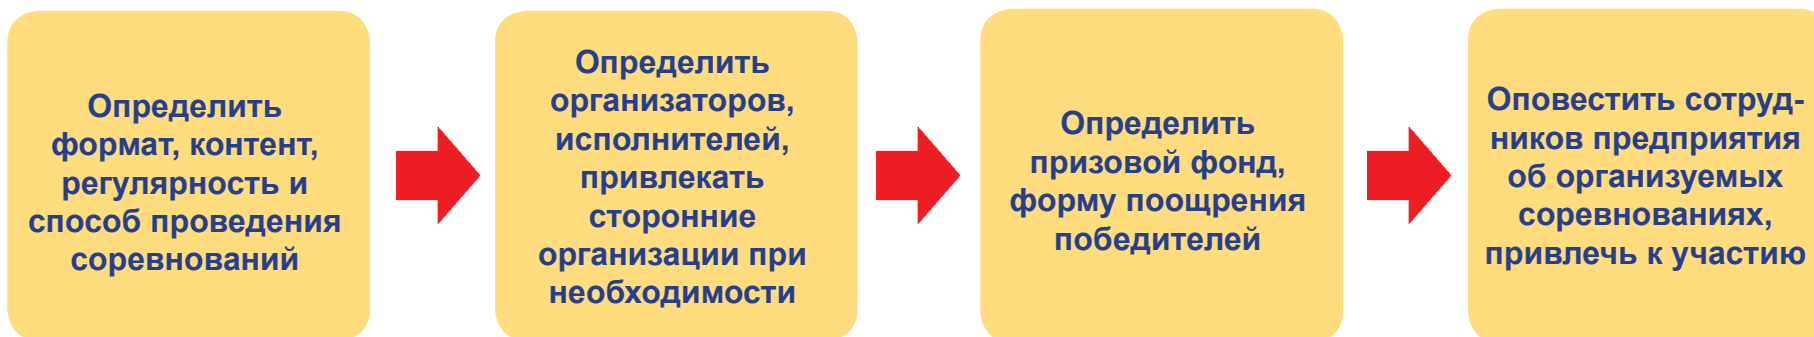 Определить
формат, контент,
регулярность и
способ проведения
соревнований
Определить
организаторов,
исполнителей,
привлекать
сторонние
организации при
необходимости
Определить
призовой фонд,
форму поощрения
победителей
Оповестить сотруд-
ников предприятия
об организуемых
соревнованиях,
привлечь к участию